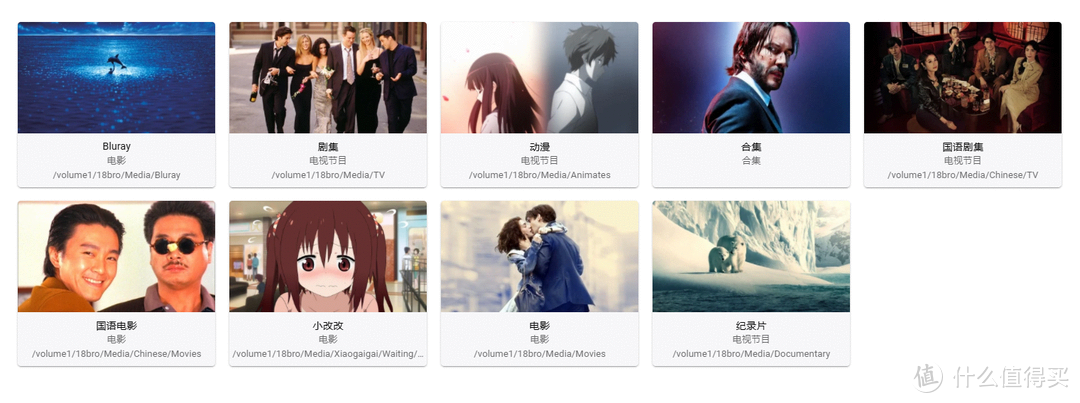 Bluray
电影
/volume1/18bro/Media/Bluray
剧集
电视节目
/volume1/18bro/Media/TV
动漫
电视节目
/volume1/18bro/Media/Animates
合集
合集
国语剧集
电视节目
/volume1/18bro/Media/Chinese/TV
国语电影
电影
/volume1/18bro/Media/Chinese/Movies
小改改
电影
/volume1/18bro/Media/Xiaogaigai/Waiting/...
电影
电影
/volume1/18bro/Media/Movies
纪录片
电视节目
/volume1/18bro/Media/Documentary
值 什么值得买